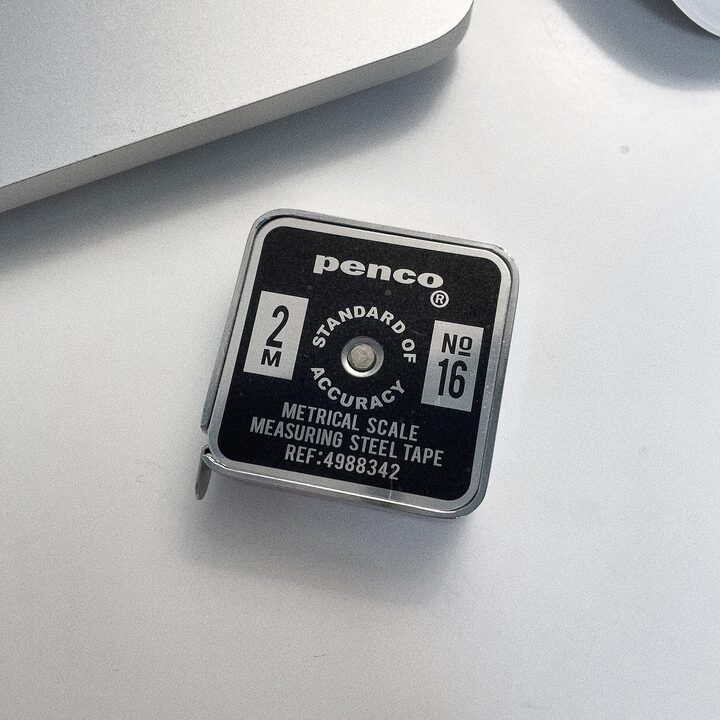 penco
®
2
M
STANDARD OF
ACCURACY
Nº
16
METRICAL SCALE
MEASURING STEEL TAPE
REF:4988342